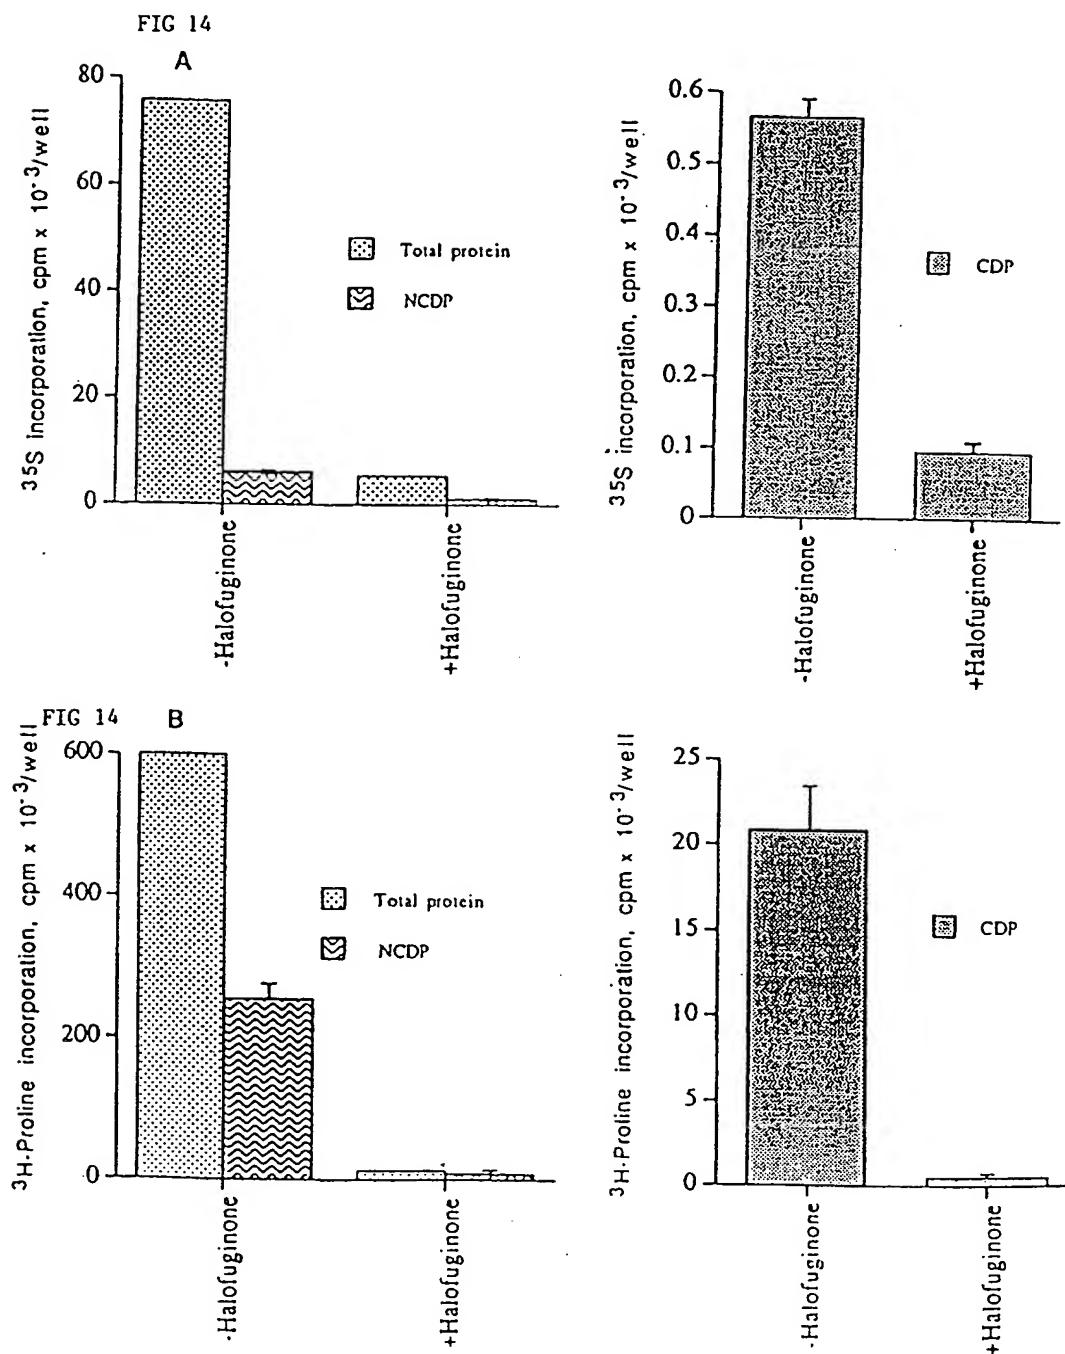 FIG 14
A
35S incorporation, cpm x 10-3/well
80
60
40
20
0
Total protein
NCDP
-Halofuginone
+Halofuginone
35S incorporation, cpm x 10-3/well
0.6
0.5
0.4
0.3
0.2
0.1
0
CDP
-Halofuginone
+Halofuginone
FIG 14
B
3H-Proline incorporation, cpm x 10-3/well
600
400
200
0
Total protein
NCDP
-Halofuginone
+Halofuginone
3H-Proline incorporation, cpm x 10-3/well
25
20
15
10
5
0
CDP
-Halofuginone
+Halofuginone